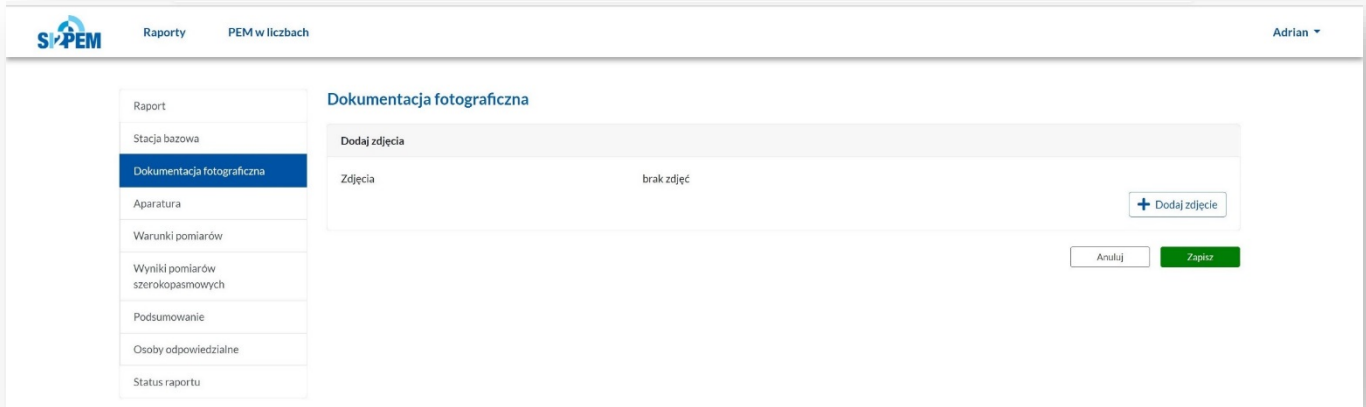 SI2PEM
Raporty
PEM w liczbach
Adrian
Raport
Stacja bazowa
Dokumentacja fotograficzna
Aparatura
Warunki pomiarów
Wyniki pomiarów
szerokopasmowych
Podsumowanie
Osoby odpowiedzialne
Status raportu
Dokumentacja fotograficzna
Dodaj zdjęcia
Zdjęcia
brak zdjęć
Dodaj zdjęcie
Anuluj
Zapisz